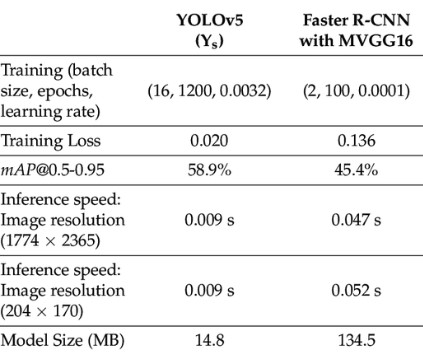 YOLOv5 Faster R-CNN
(Ys) with MVGG16
Training (batch
size, epochs, (16, 1200, 0.0032) (2, 100, 0.0001)
learning rate)
Training Loss 0.020 0.136
mAP@0.5-0.95 58.9% 45.4%
Inference speed:
Image resolution 0.009 s 0.047 s
(1774 × 2365)
Inference speed:
Image resolution 0.009 s 0.052 s
(204 × 170)
Model Size (MB) 14.8 134.5